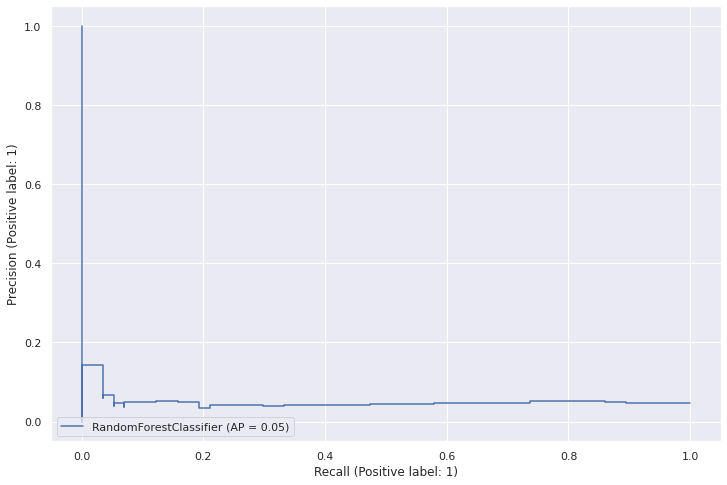 1.0
0.8
0.6
0.4
0.2
0.0
Precision (Positive label: 1)
RandomForestClassifier (AP = 0.05)
0.0 0.2 0.4 0.6 0.8 1.0
Recall (Positive label: 1)